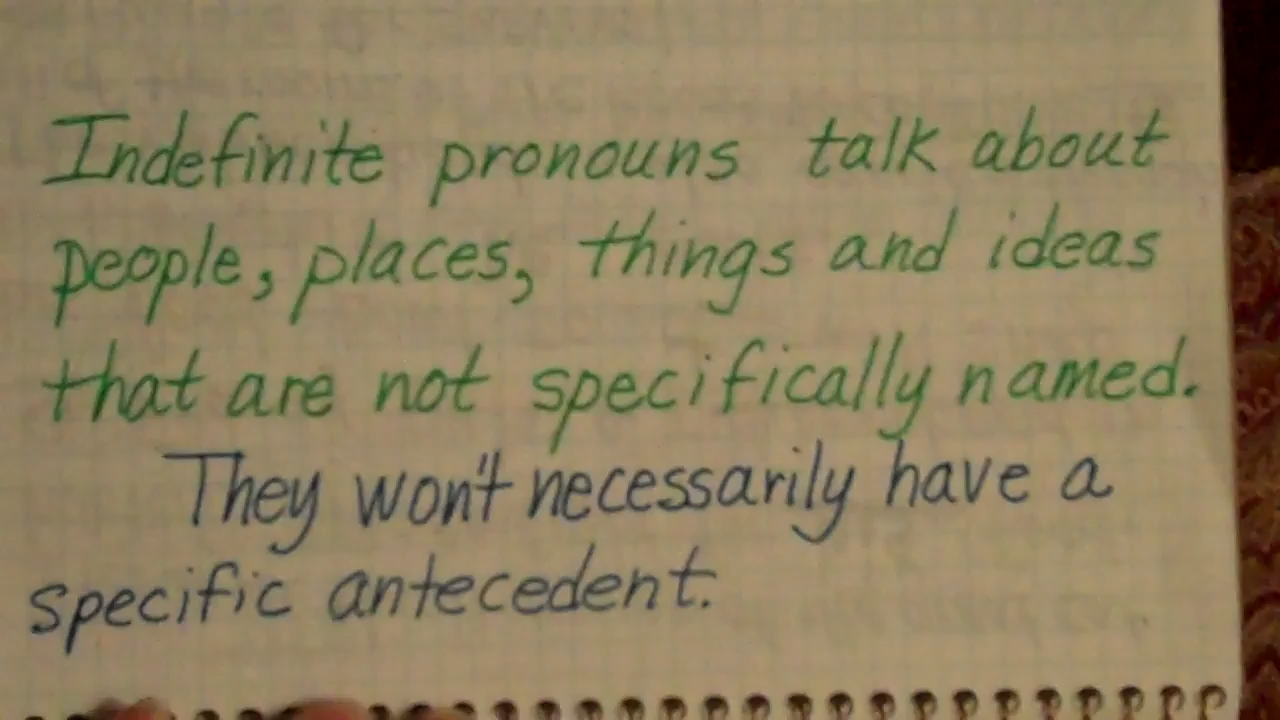 Indefinite pronouns talk about
people, places, things and ideas
that are not specifically named.
They won't necessarily have a
specific antecedent.